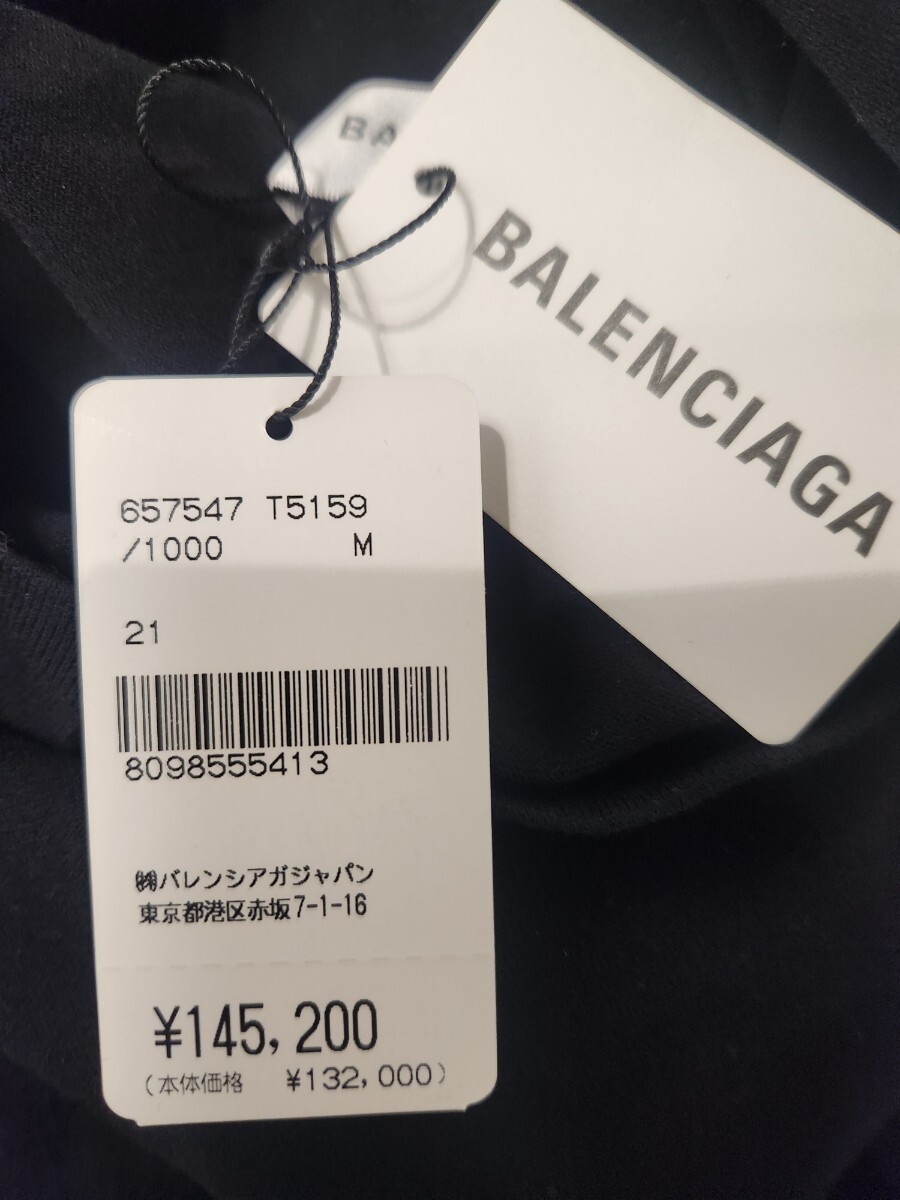 BA
BALENCIAGA
657547 T5159
/1000 M
21
8098555413
㈱バレンシアガジャパン
東京都港区赤坂7-1-16
¥145,200
(本体価格 ¥132,000)